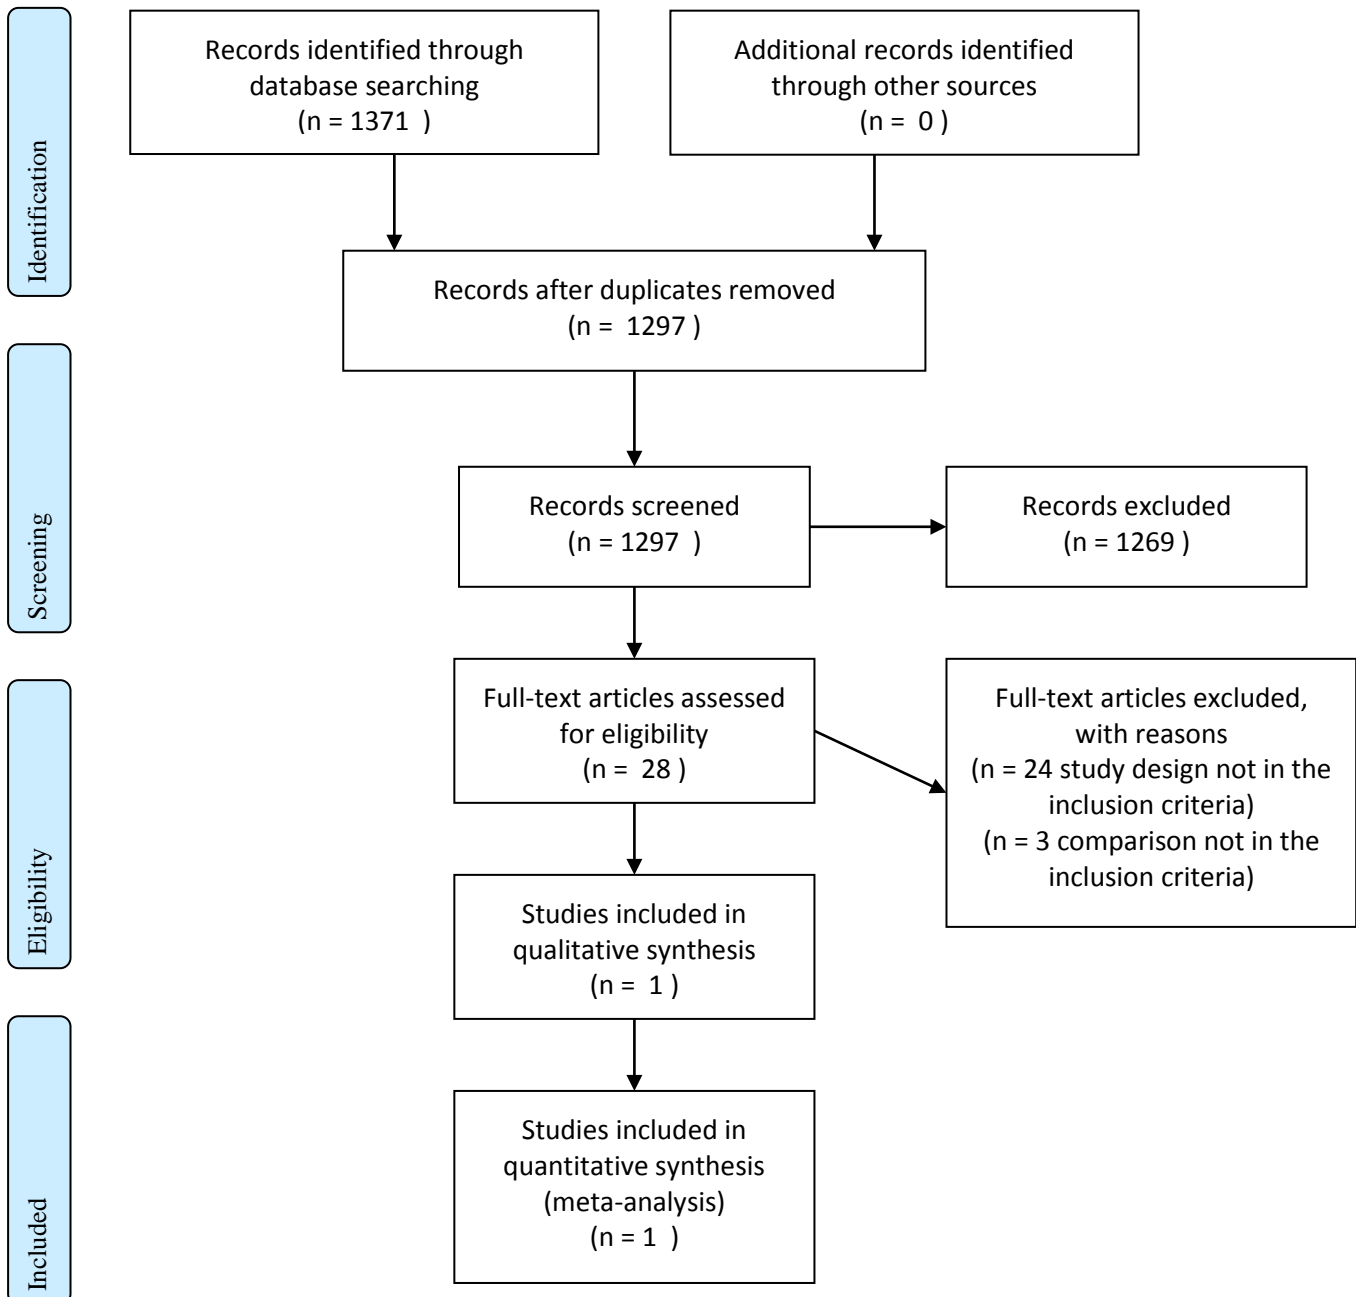 Identification
Records identified through
database searching
(n = 1371  )
Additional records identified
through other sources
(n =  0 )
Records after duplicates removed
(n =  1297 )
Screening
Records screened
(n = 1297  )
Records excluded
(n = 1269 )
Eligibility
Full-text articles assessed
for eligibility
(n =  28 )
Full-text articles excluded,
with reasons
(n = 24 study design not in the
inclusion criteria)
(n = 3 comparison not in the
inclusion criteria)
Studies included in
qualitative synthesis
(n =  1 )
Included
Studies included in
quantitative synthesis
(meta-analysis)
(n = 1  )